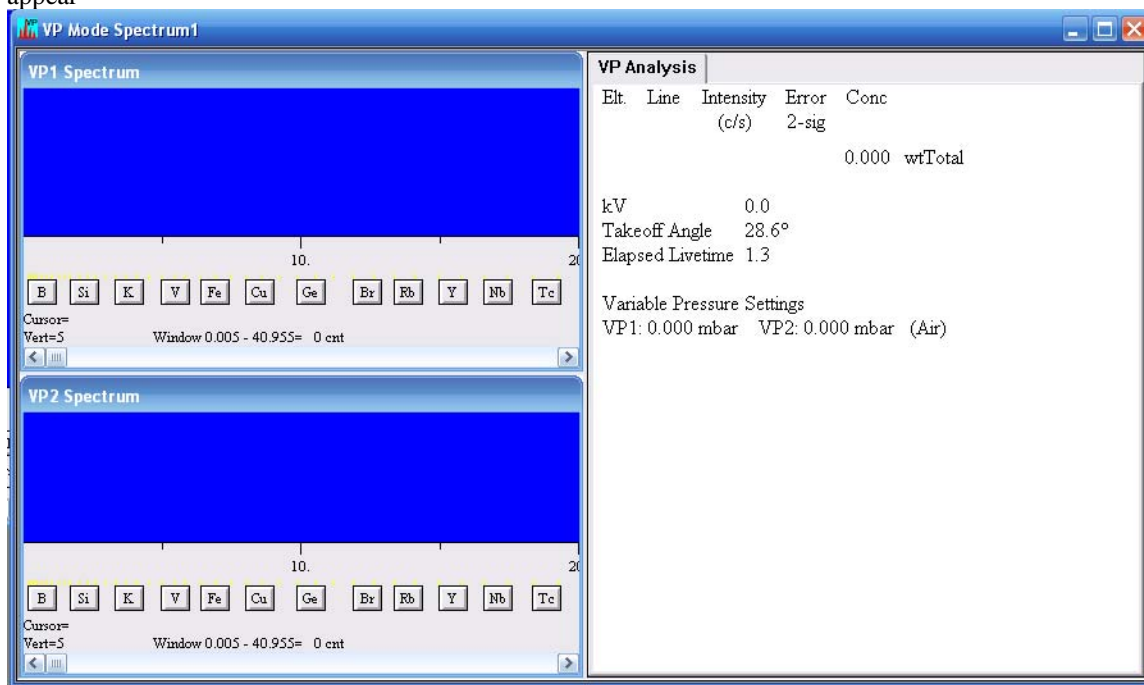 appear
VP Mode Spectrum1
VP1 Spectrum
10. 20
B Si K V Fe Cu Ge Br Rb Y Nb Tc
Cursor=
Vert=5 Window 0.005 - 40.955= 0 cnt
VP2 Spectrum
10. 20
B Si K V Fe Cu Ge Br Rb Y Nb Tc
Cursor=
Vert=5 Window 0.005 - 40.955= 0 cnt
VP Analysis
Elt. Line Intensity Error Conc
(c/s) 2-sig
0.000 wtTotal
kV 0.0
Takeoff Angle 28.6°
Elapsed Livetime 1.3
Variable Pressure Settings
VP1: 0.000 mbar VP2: 0.000 mbar (Air)